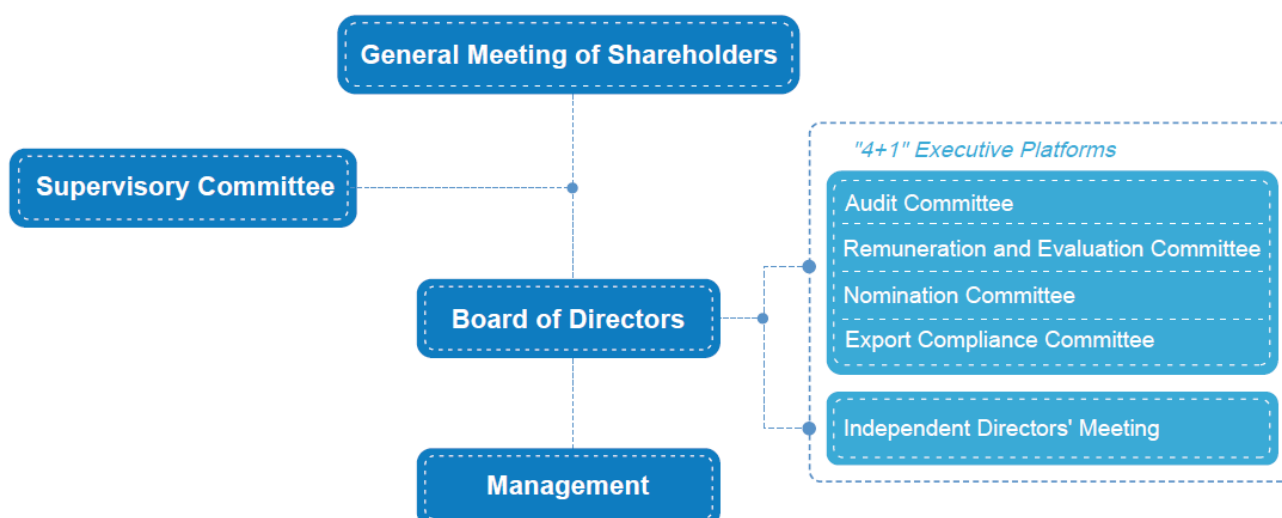 General Meeting of Shareholders
Supervisory Committee
Board of Directors
Management
"4+1" Executive Platforms
Audit Committee
Remuneration and Evaluation Committee
Nomination Committee
Export Compliance Committee
Independent Directors' Meeting